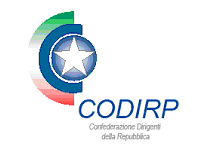 CODIRP
Confederazione Dirigenti
della Repubblica